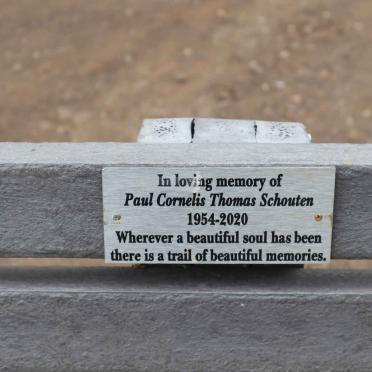 In loving memory of
Paul Cornelis Thomas Schouten
1954-2020
Wherever a beautiful soul has been
there is a trail of beautiful memories.